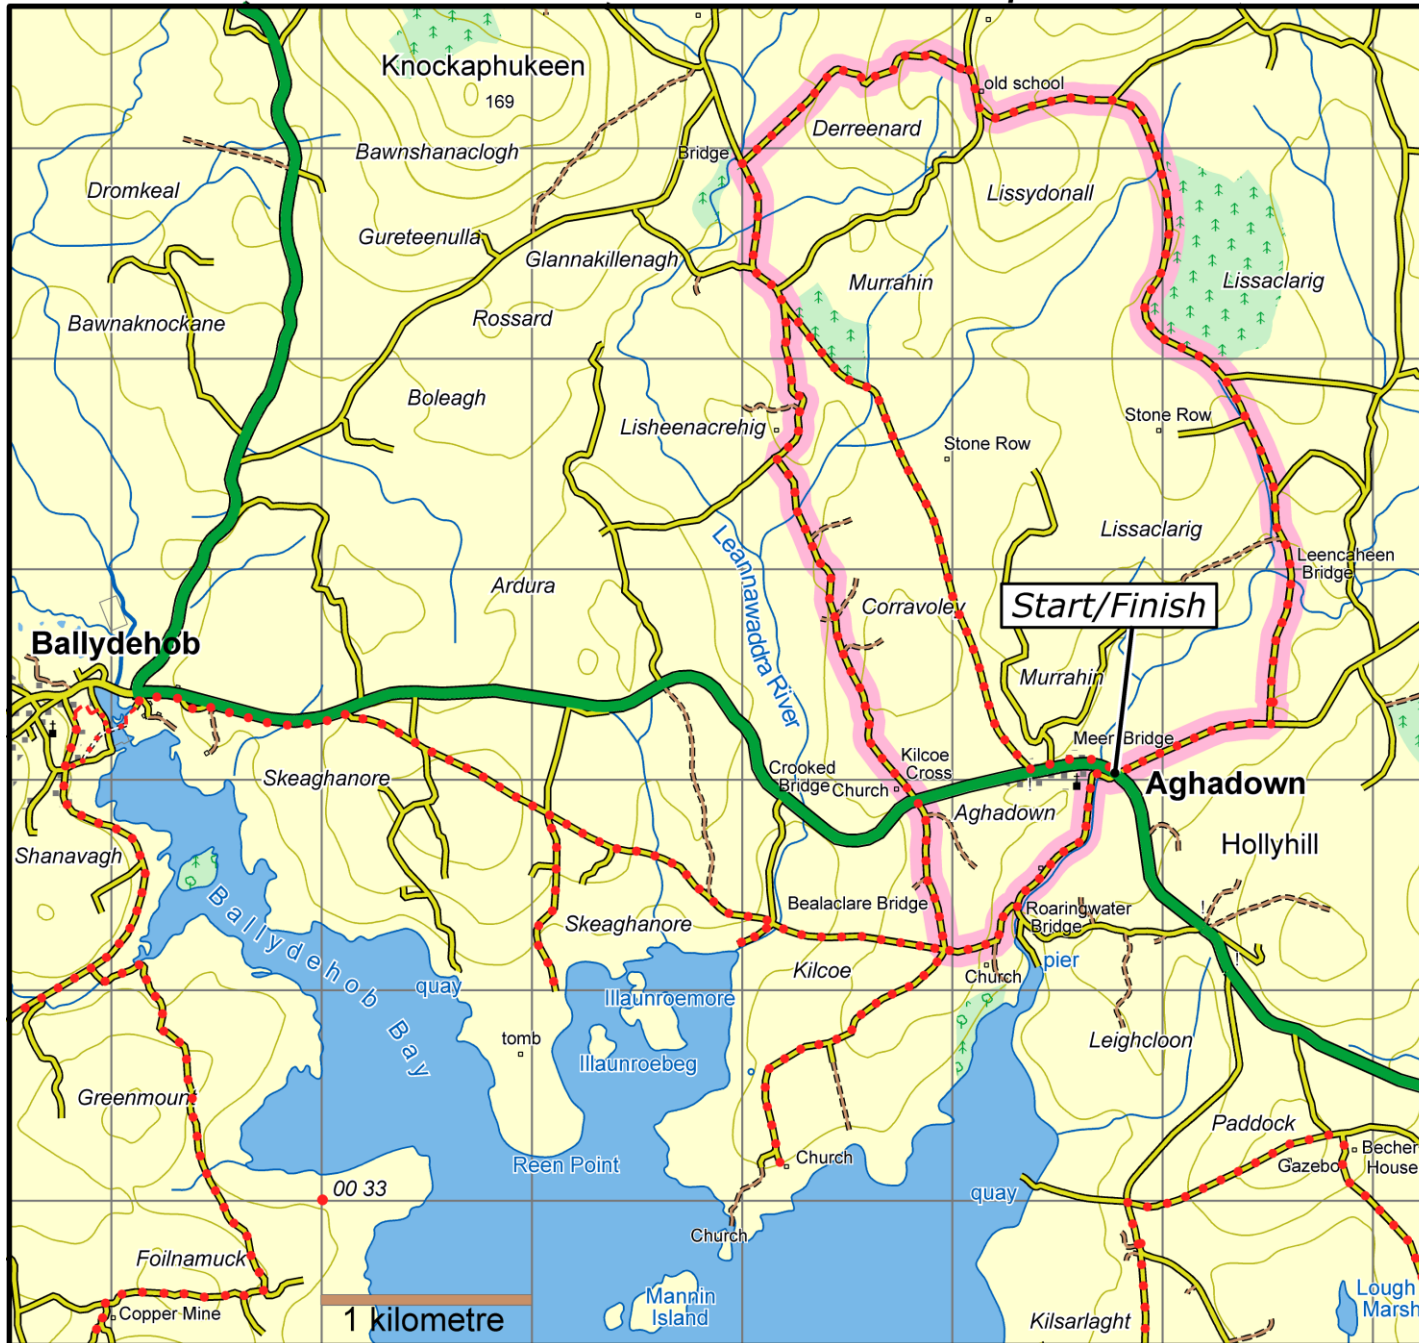 Knockaphukeen
169
old school
Derreenard
Bawnshanaclogh
Bridge
Dromkeal
Lissydonall
Gureteenulla
Glannakillenagh
Murrahin
Lissaclarig
Bawnaknockane
Rossard
Boleagh
Stone Row
Lisheenacrehig
Stone Row
Lissaclarig
Leannawaddra River
Leencaheen
Bridge
Ardura
Corravoley
Start/Finish
Ballydehob
Murrahin
Meer Bridge
Kilcoe
Cross
Skeaghanore
Crooked
Bridge
Church
Aghadown
Aghadown
Hollyhill
Shanavagh
Ballydehob Bay
Bealaclare Bridge
Roaringwater
Bridge
Skeaghanore
Kilcoe
Church
pier
quay
Illaunroemore
tomb
Illaunroebeg
Leighcloon
Greenmount
Paddock
Becher
House
Gazebo
Reen Point
Church
00 33
quay
Church
Foilnamuck
Mannin
Island
Lough
Marsh
Copper Mine
1 kilometre
Kilsarlaght